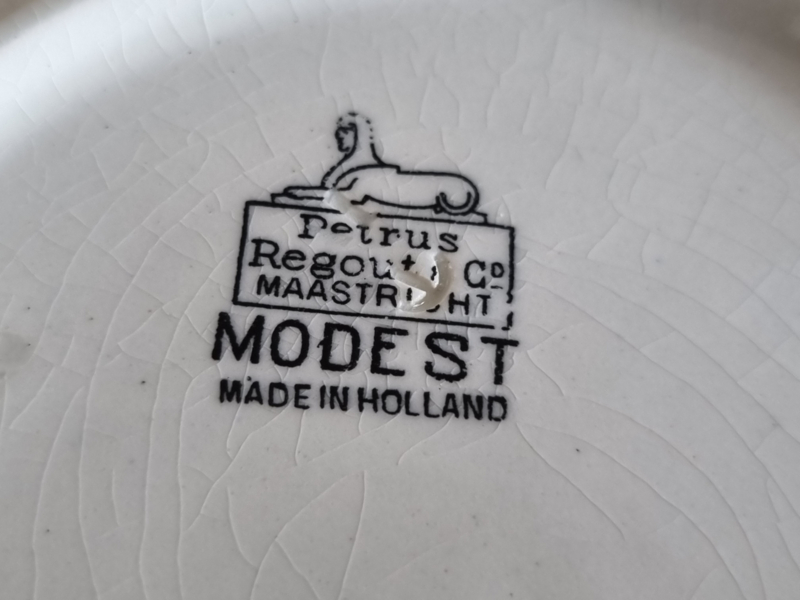 Petrus
Regout & Co
MAASTRICHT
MODEST
MADE IN HOLLAND